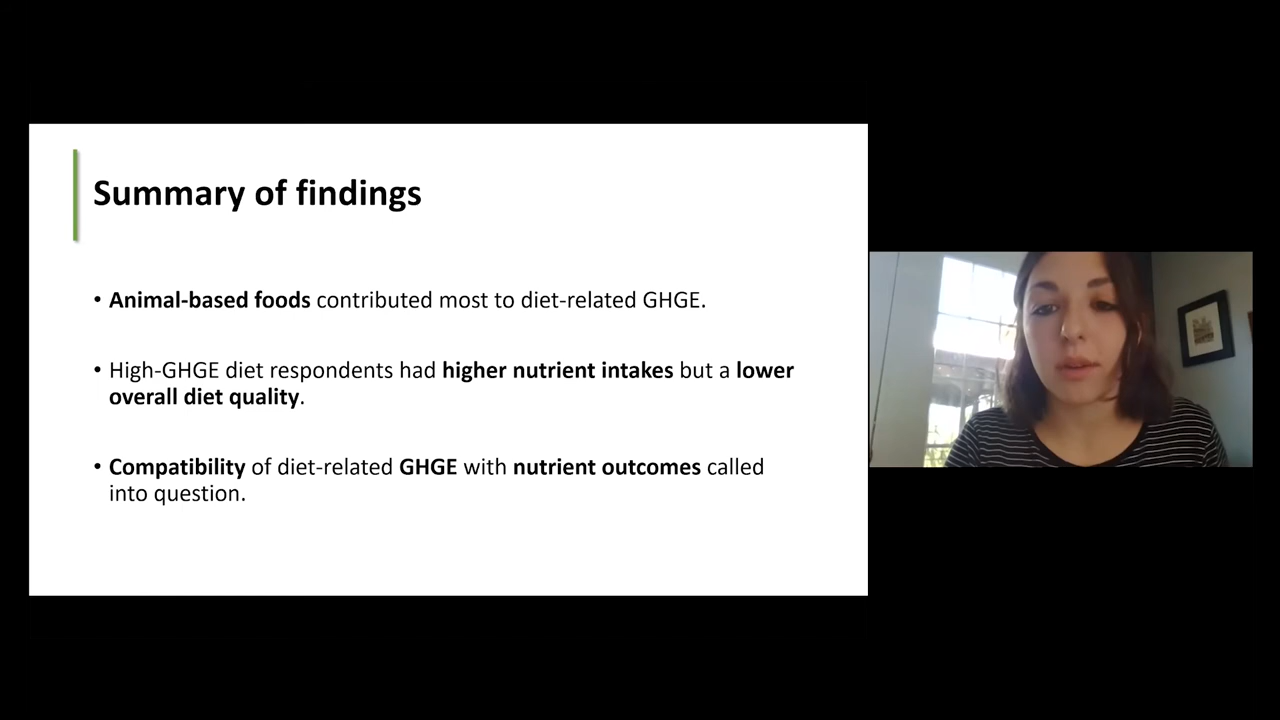 Summary of findings
• Animal-based foods contributed most to diet-related GHGE.
• High-GHGE diet respondents had higher nutrient intakes but a lower
overall diet quality.
• Compatibility of diet-related GHGE with nutrient outcomes called
into question.